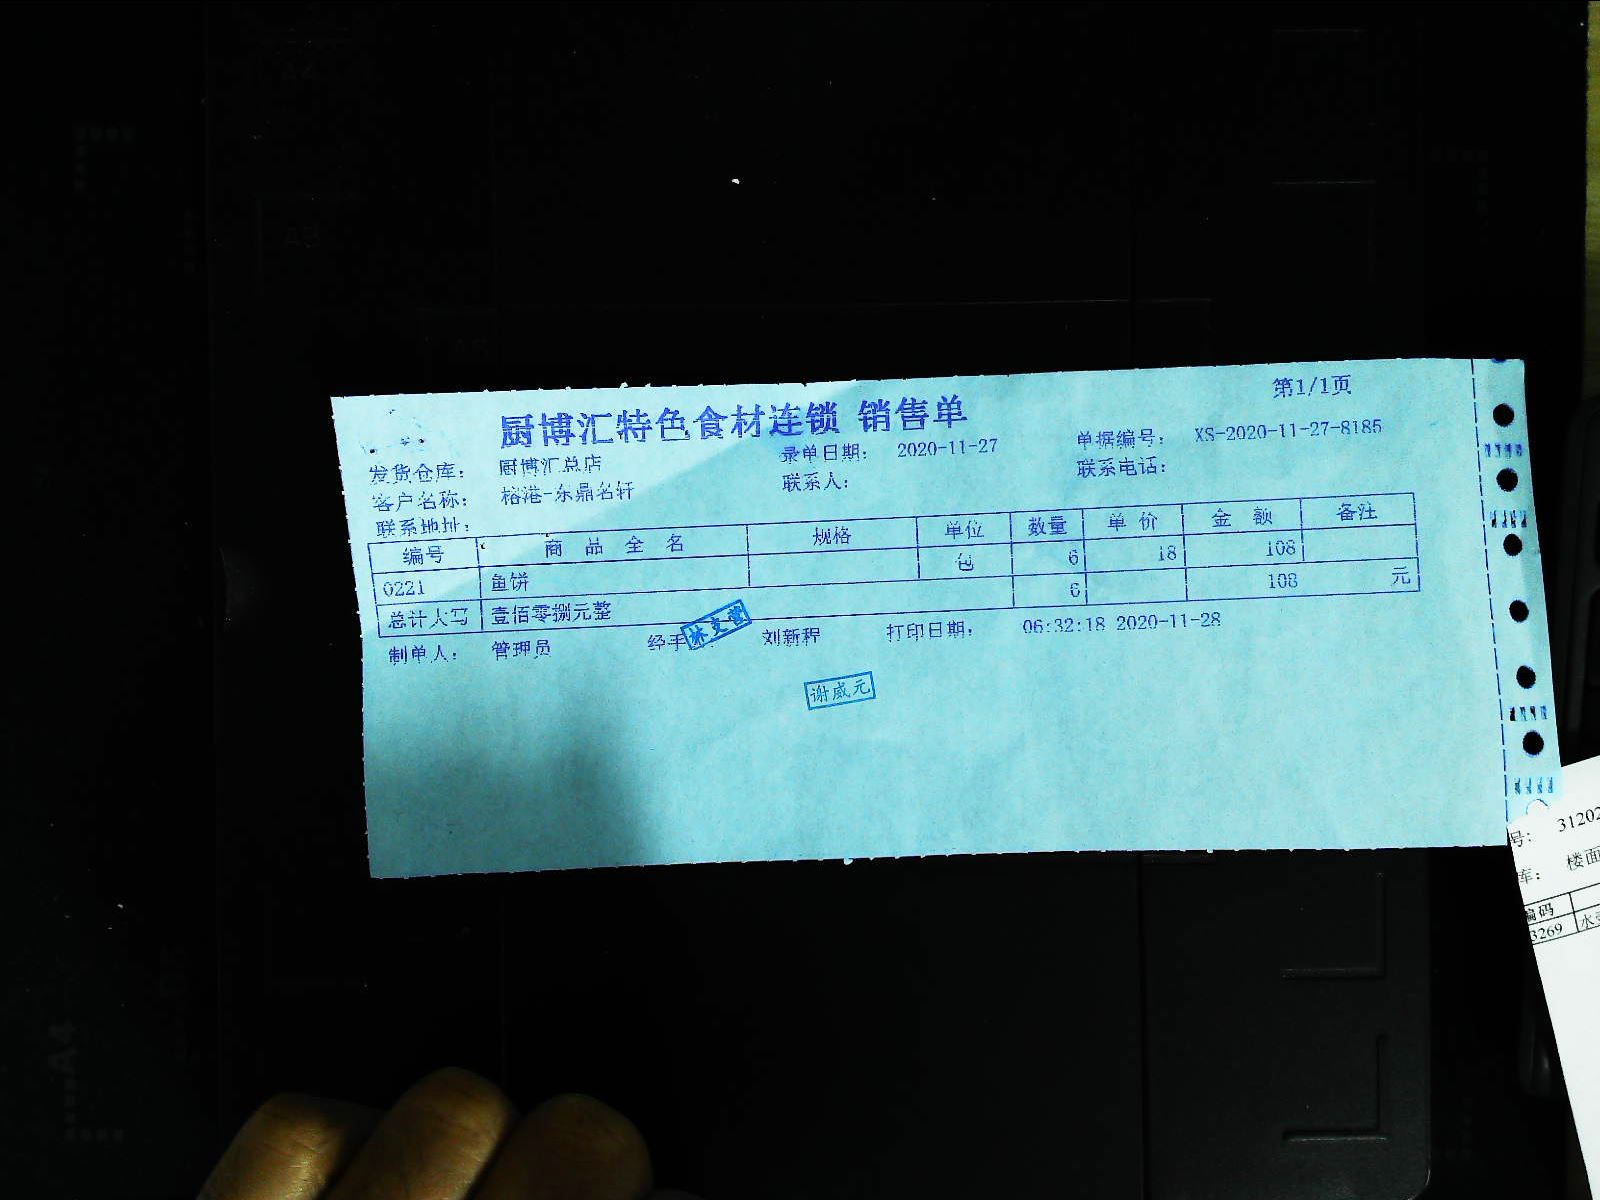 第1/1页
厨博汇特色食材连锁 销售单
发货仓库： 厨博汇总店 录单日期： 2020-11-27 单据编号： XS-2020-11-27-8185
客户名称： 榕港-东鼎名轩 联系人： 联系电话：
联系地址：
编号 商品全名 规格 单位 数量 单价 金额 备注
0221 鱼饼 包 6 18 108
总计大写 壹佰零捌元整 6 108 元
制单人： 管理员 经手 刘新程 打印日期： 06:32:18 2020-11-28
谢威元
号： 31202
库： 楼面
编码
3269 水